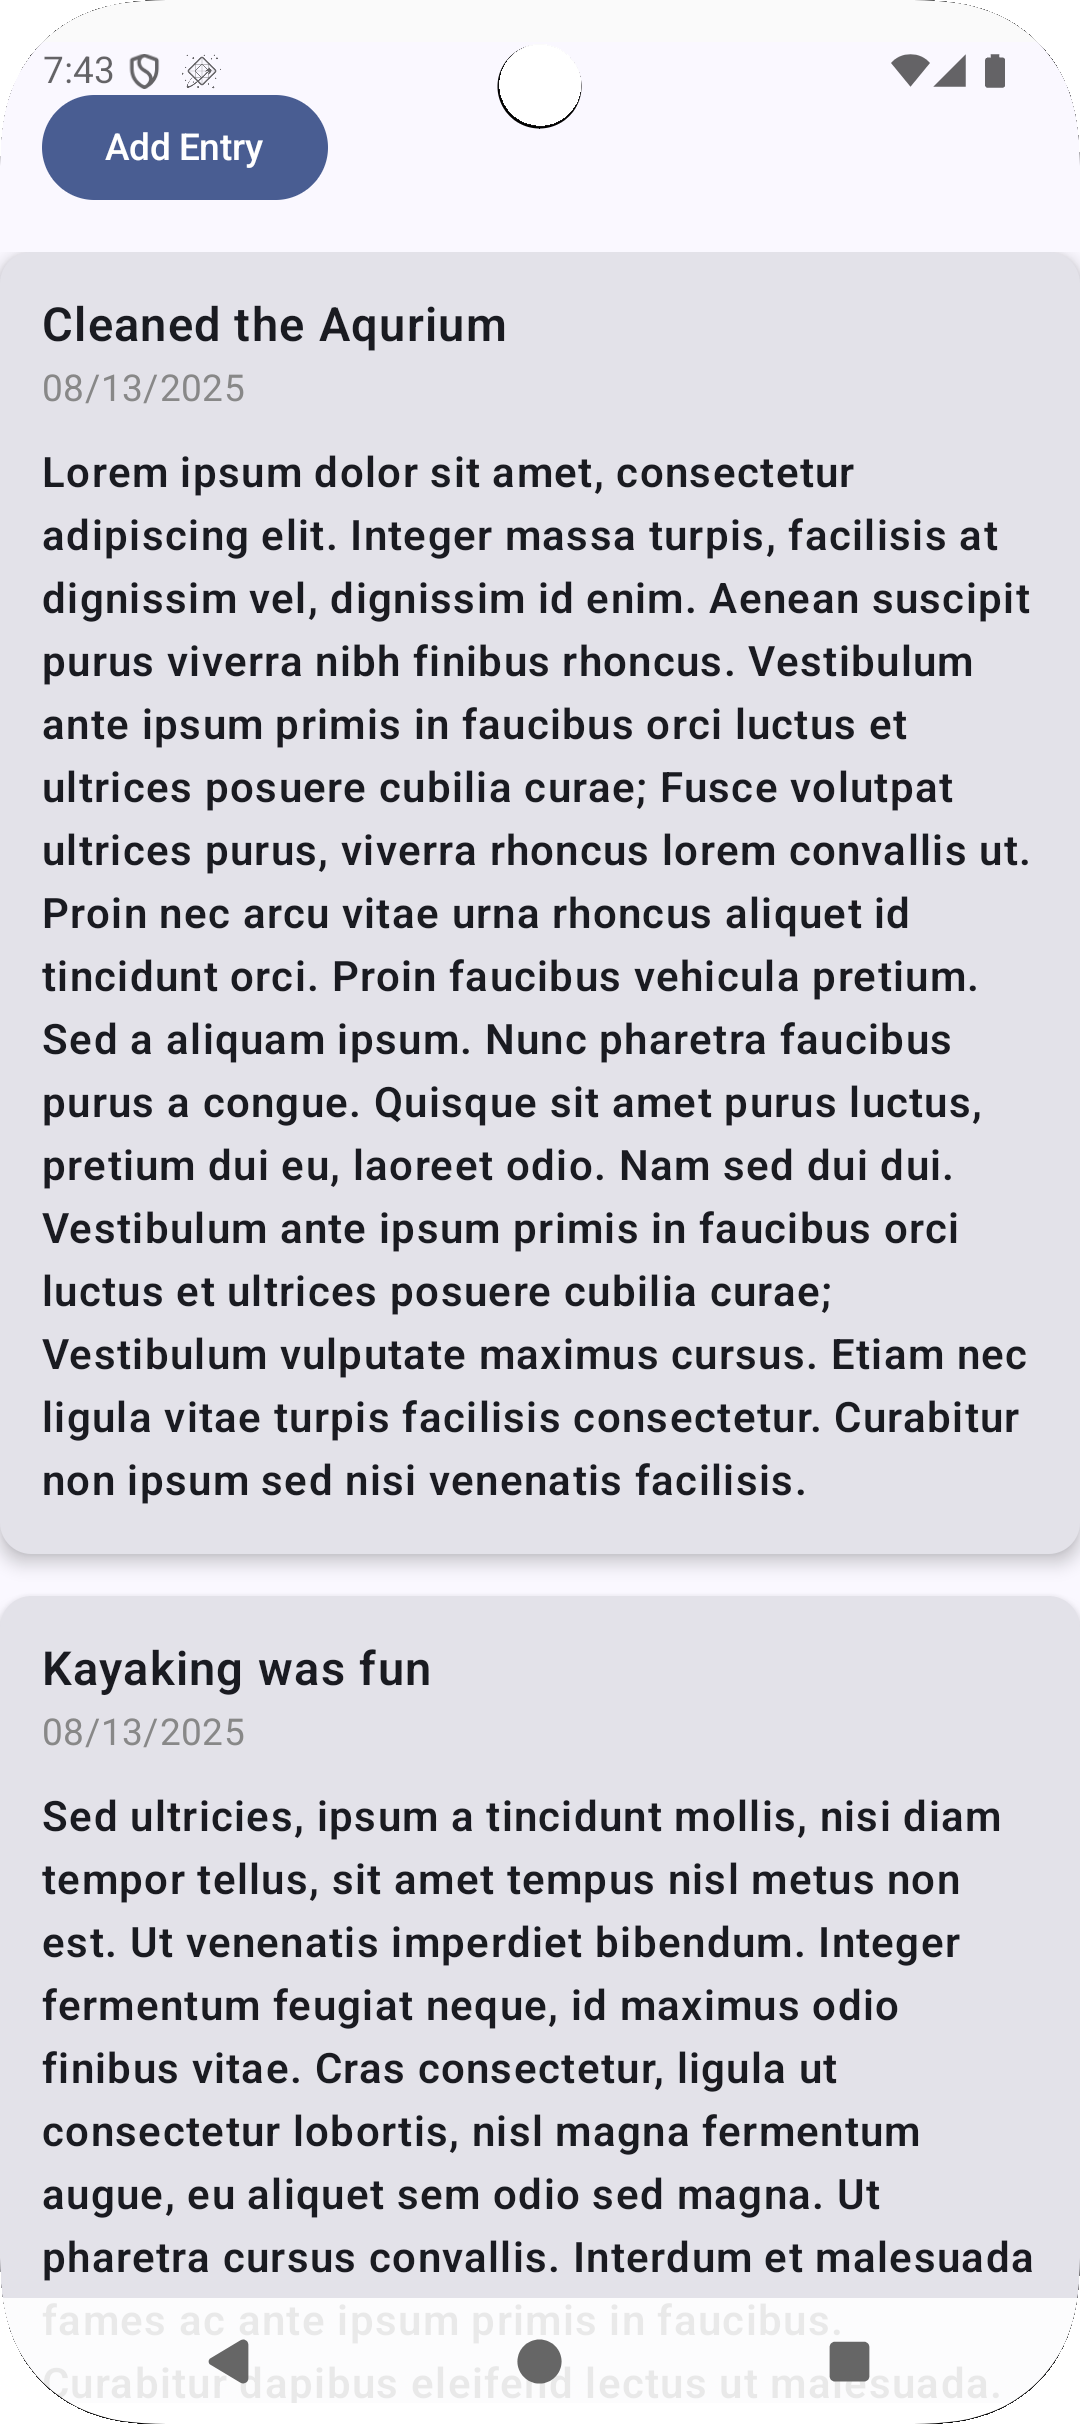 7:43
Add Entry
Cleaned the Aqurium
08/13/2025
Lorem ipsum dolor sit amet, consectetur
adipiscing elit. Integer massa turpis, facilisis at
dignissim vel, dignissim id enim. Aenean suscipit
purus viverra nibh finibus rhoncus. Vestibulum
ante ipsum primis in faucibus orci luctus et
ultrices posuere cubilia curae; Fusce volutpat
ultrices purus, viverra rhoncus lorem convallis ut.
Proin nec arcu vitae urna rhoncus aliquet id
tincidunt orci. Proin faucibus vehicula pretium.
Sed a aliquam ipsum. Nunc pharetra faucibus
purus a congue. Quisque sit amet purus luctus,
pretium dui eu, laoreet odio. Nam sed dui dui.
Vestibulum ante ipsum primis in faucibus orci
luctus et ultrices posuere cubilia curae;
Vestibulum vulputate maximus cursus. Etiam nec
ligula vitae turpis facilisis consectetur. Curabitur
non ipsum sed nisi venenatis facilisis.
Kayaking was fun
08/13/2025
Sed ultricies, ipsum a tincidunt mollis, nisi diam
tempor tellus, sit amet tempus nisl metus non
est. Ut venenatis imperdiet bibendum. Integer
fermentum feugiat neque, id maximus odio
finibus vitae. Cras consectetur, ligula ut
consectetur lobortis, nisl magna fermentum
augue, eu aliquet sem odio sed magna. Ut
pharetra cursus convallis. Interdum et malesuada
fames ac ante ipsum primis in faucibus.
Curabitur dapibus eleifend lectus ut malesuada.